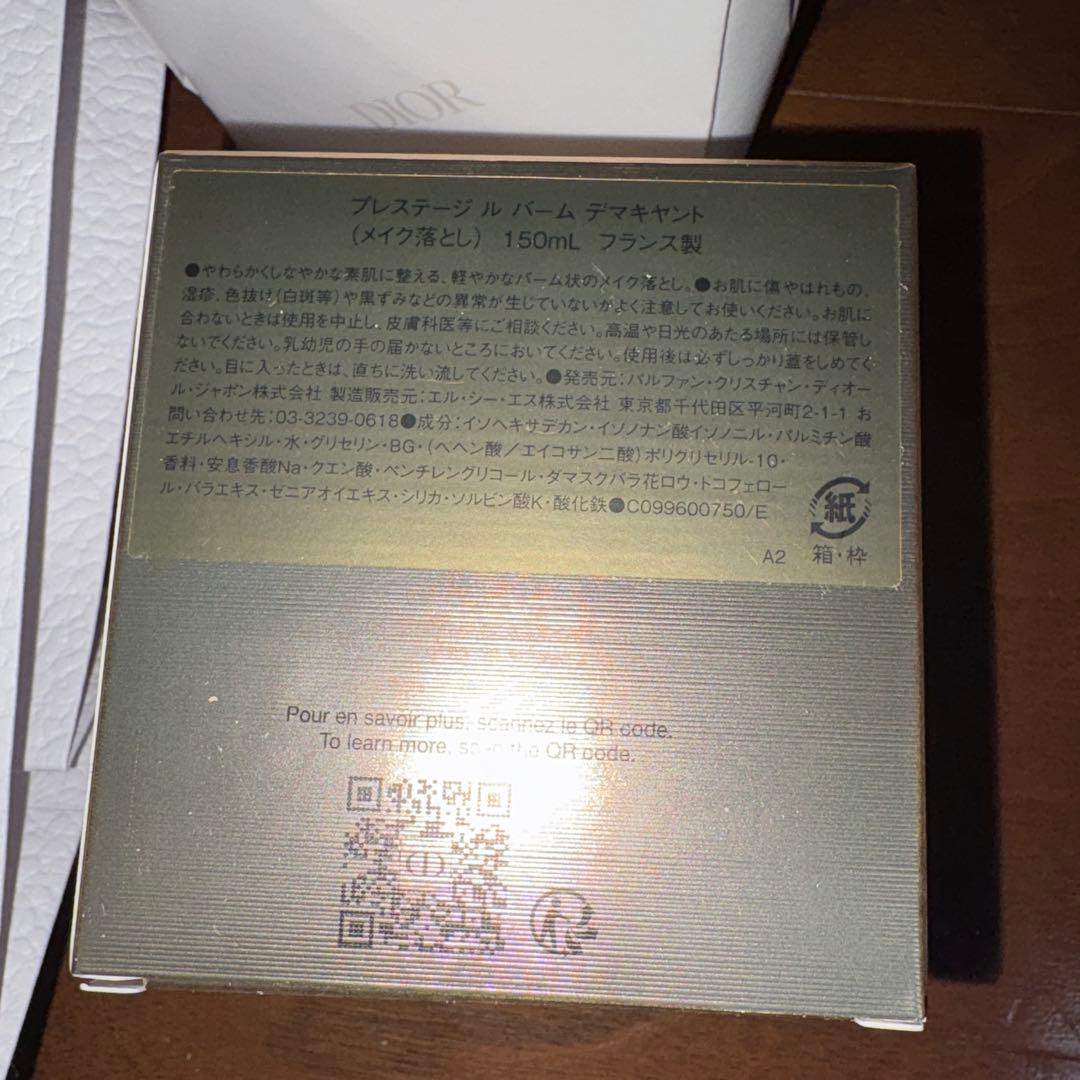 DIOR
プレステージ ル バーム デマキヤント
（メイク落とし） 150mL フランス製
●やわらかくしなやかな素肌に整える、軽やかなバーム状のメイク落とし。●お肌に傷やはれもの、
湿疹、色抜け（白斑等）や黒ずみなどの異常が生じていないかよく注意してお使いください。お肌に
合わないときは使用を中止し、皮膚科医等にご相談ください。高温や日光のあたる場所には保管し
ないでください。乳幼児の手の届かないところにおいてください。使用後は必ずしっかり蓋をしめてく
ださい。目に入ったときは、直ちに洗い流してください。●発売元：パルファン・クリスチャン・ディオー
ル・ジャポン株式会社 製造販売元：エル・シー・エス株式会社 東京都千代田区平河町2-1-1 お
問い合わせ先：03-3239-0618●成分：イソヘキサデカン・イソノナン酸イソノニル・パルミチン酸
エチルヘキシル・水・グリセリン・BG・（ベヘン酸／エイコサン二酸）ポリグリセリル-10・
香料・安息香酸Na・クエン酸・ペンチレングリコール・ダマスクバラ花ロウ・トコフェロー
ル・バラエキス・ゼニアオイエキス・シリカ・ソルビン酸K・酸化鉄●C099600750/E
紙
A2 箱・枠
Pour en savoir plus, scannez le QR code.
To learn more, scan the QR code.